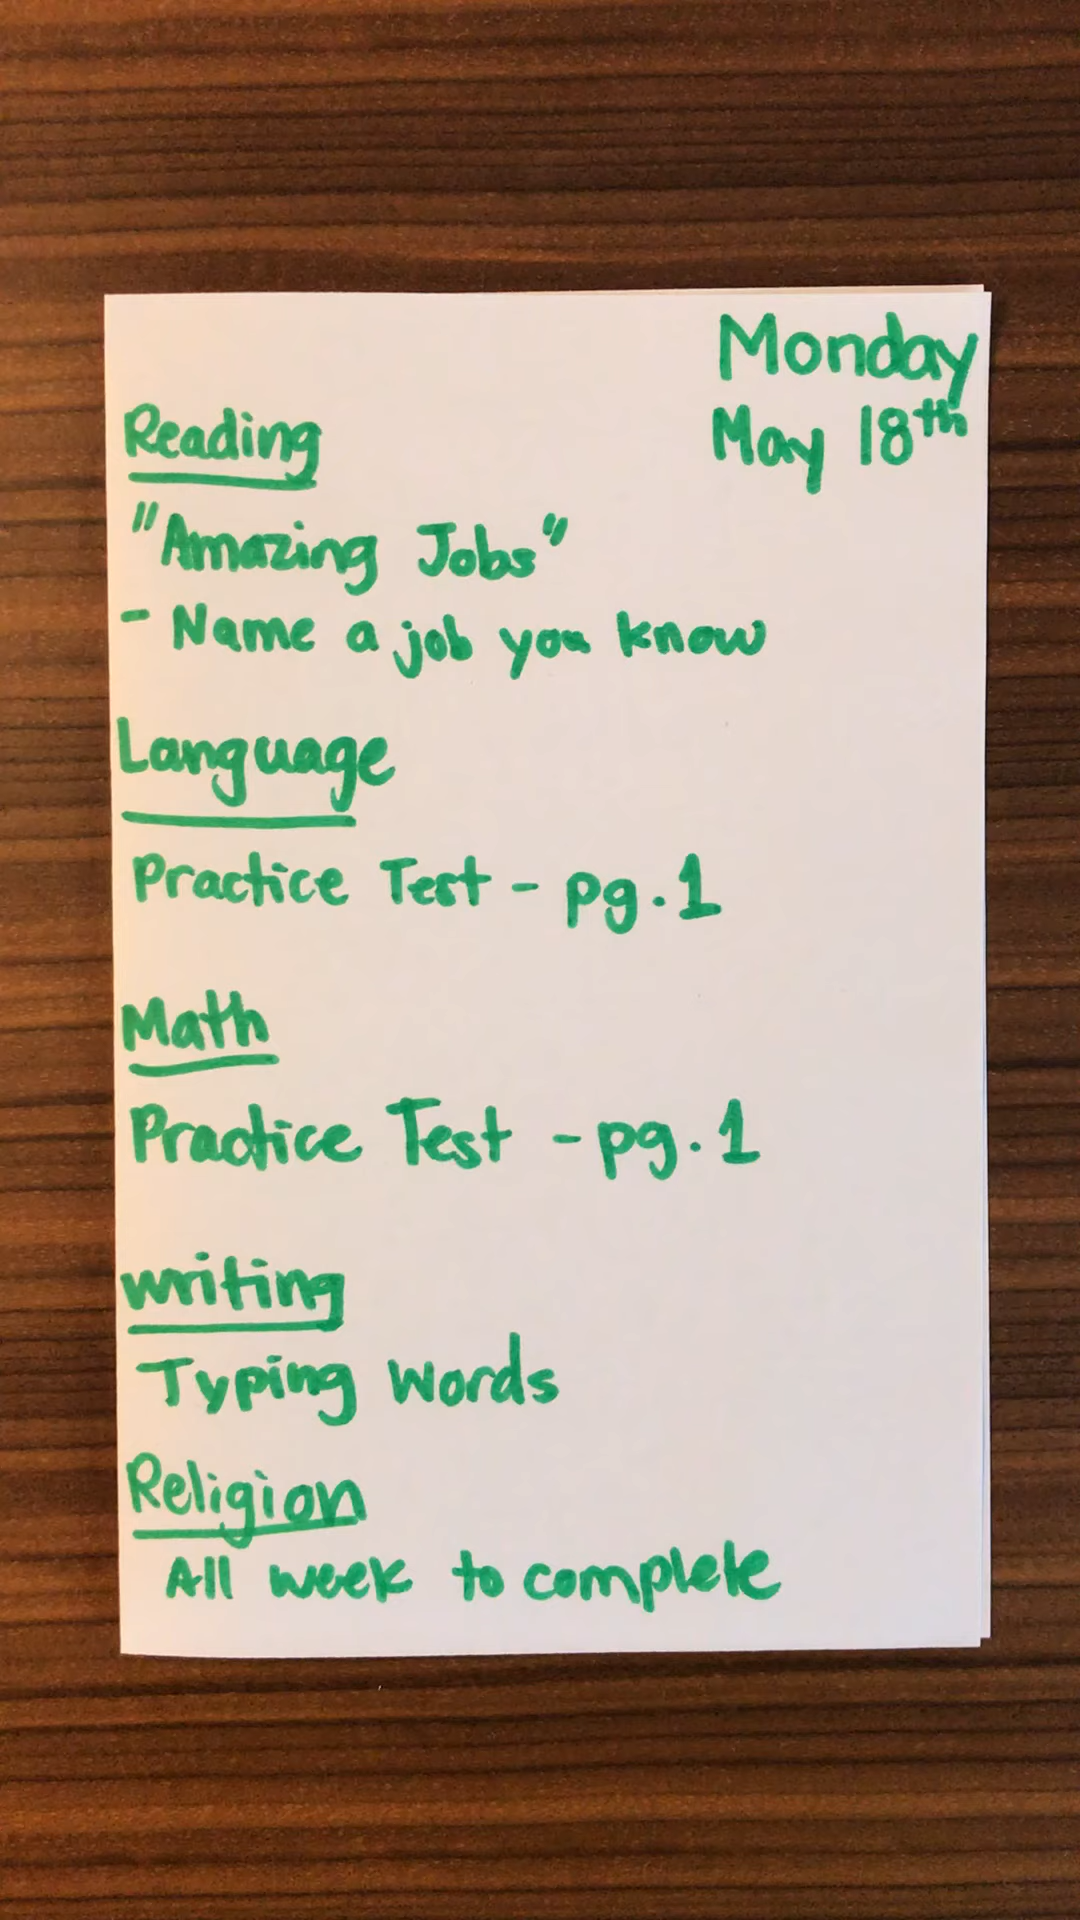 Monday
May 18th
Reading
"Amazing Jobs"
- Name a job you know
Language
Practice Test - pg. 1
Math
Practice Test - pg. 1
writing
Typing Words
Religion
All week to complete